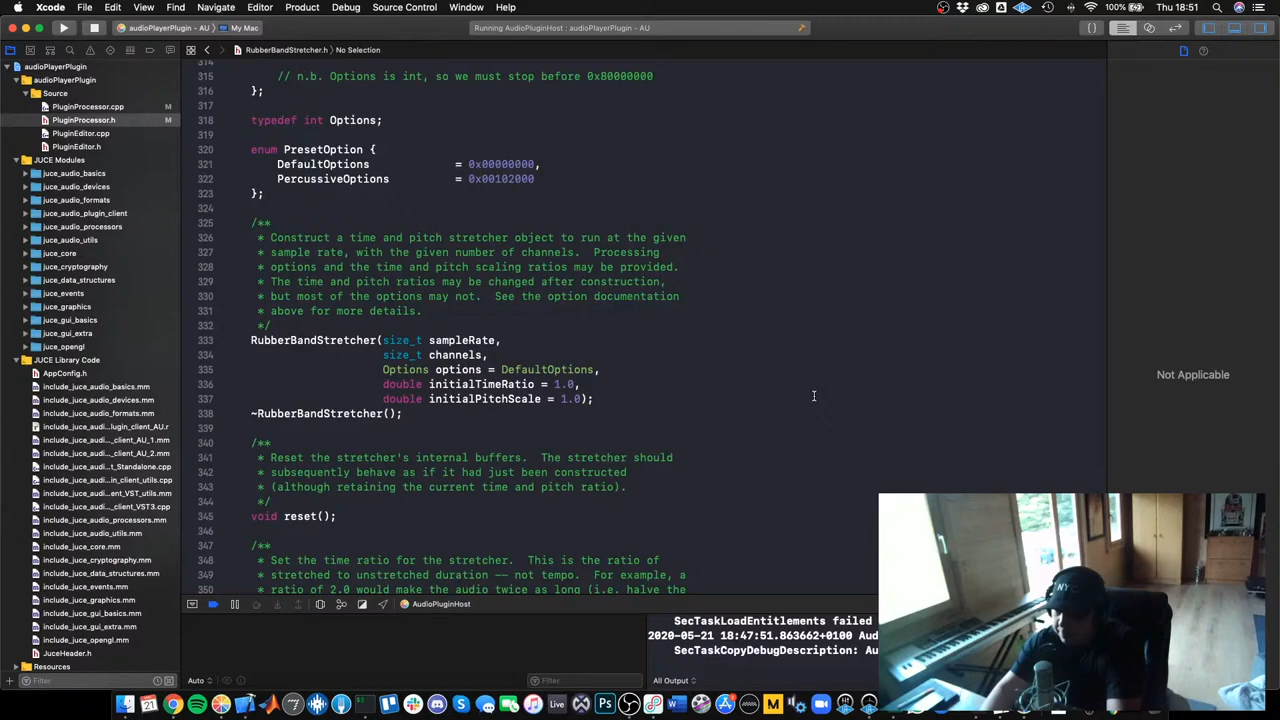 Xcode File Edit View Find Navigate Editor Product Debug Source Control Window Help
100% Thu 18:51
audioPlayerPlugin - AU My Mac
Running AudioPluginHost : audioPlayerPlugin - AU
RubberBandStretcher.h No Selection
audioPlayerPlugin
audioPlayerPlugin
Source
PluginProcessor.cpp M
PluginProcessor.h M
PluginEditor.cpp
PluginEditor.h
JUCE Modules
juce_audio_basics
juce_audio_devices
juce_audio_formats
juce_audio_plugin_client
juce_audio_processors
juce_audio_utils
juce_core
juce_cryptography
juce_data_structures
juce_events
juce_graphics
juce_gui_basics
juce_gui_extra
JUCE Library Code
AppConfig.h
include_juce_audio_basics.mm
include_juce_audio_devices.mm
include_juce_audio_formats.mm
include_juce_audi...lugin_client_AU.r
include_juce_audi..._client_AU_1.mm
include_juce_audi..._client_AU_2.mm
include_juce_audi...t_Standalone.cpp
include_juce_audi...in_client_utils.cpp
include_juce_audi...ent_VST_utils.mm
include_juce_audi..._client_VST3.cpp
include_juce_audio_processors.mm
include_juce_audio_utils.mm
include_juce_core.mm
include_juce_cryptography.mm
include_juce_data_structures.mm
include_juce_events.mm
include_juce_graphics.mm
include_juce_gui_basics.mm
include_juce_gui_extra.mm
include_juce_opengl.mm
JuceHeader.h
Resources
Filter
314
315 // n.b. Options is int, so we must stop before 0x80000000
316 };
317
318 typedef int Options;
319
320 enum PresetOption {
321 DefaultOptions = 0x00000000,
322 PercussiveOptions = 0x00102000
323 };
324
325 /**
326 * Construct a time and pitch stretcher object to run at the given
327 * sample rate, with the given number of channels. Processing
328 * options and the time and pitch scaling ratios may be provided.
329 * The time and pitch ratios may be changed after construction,
330 * but most of the options may not. See the option documentation
331 * above for more details.
332 */
333 RubberBandStretcher(size_t sampleRate,
334 size_t channels,
335 Options options = DefaultOptions,
336 double initialTimeRatio = 1.0,
337 double initialPitchScale = 1.0);
338 ~RubberBandStretcher();
339
340 /**
341 * Reset the stretcher's internal buffers. The stretcher should
342 * subsequently behave as if it had just been constructed
343 * (although retaining the current time and pitch ratio).
344 */
345 void reset();
346
347 /**
348 * Set the time ratio for the stretcher. This is the ratio of
349 * stretched to unstretched duration -- not tempo. For example, a
350 * ratio of 2.0 would make the audio twice as long (i.e. halve the
Not Applicable
AudioPluginHost
SecTaskLoadEntitlements failed
2020-05-21 18:47:51.863662+0100 Aud
SecTaskCopyDebugDescription: Au
Auto
Filter
All Output
NYC
21
Live
Ps
M